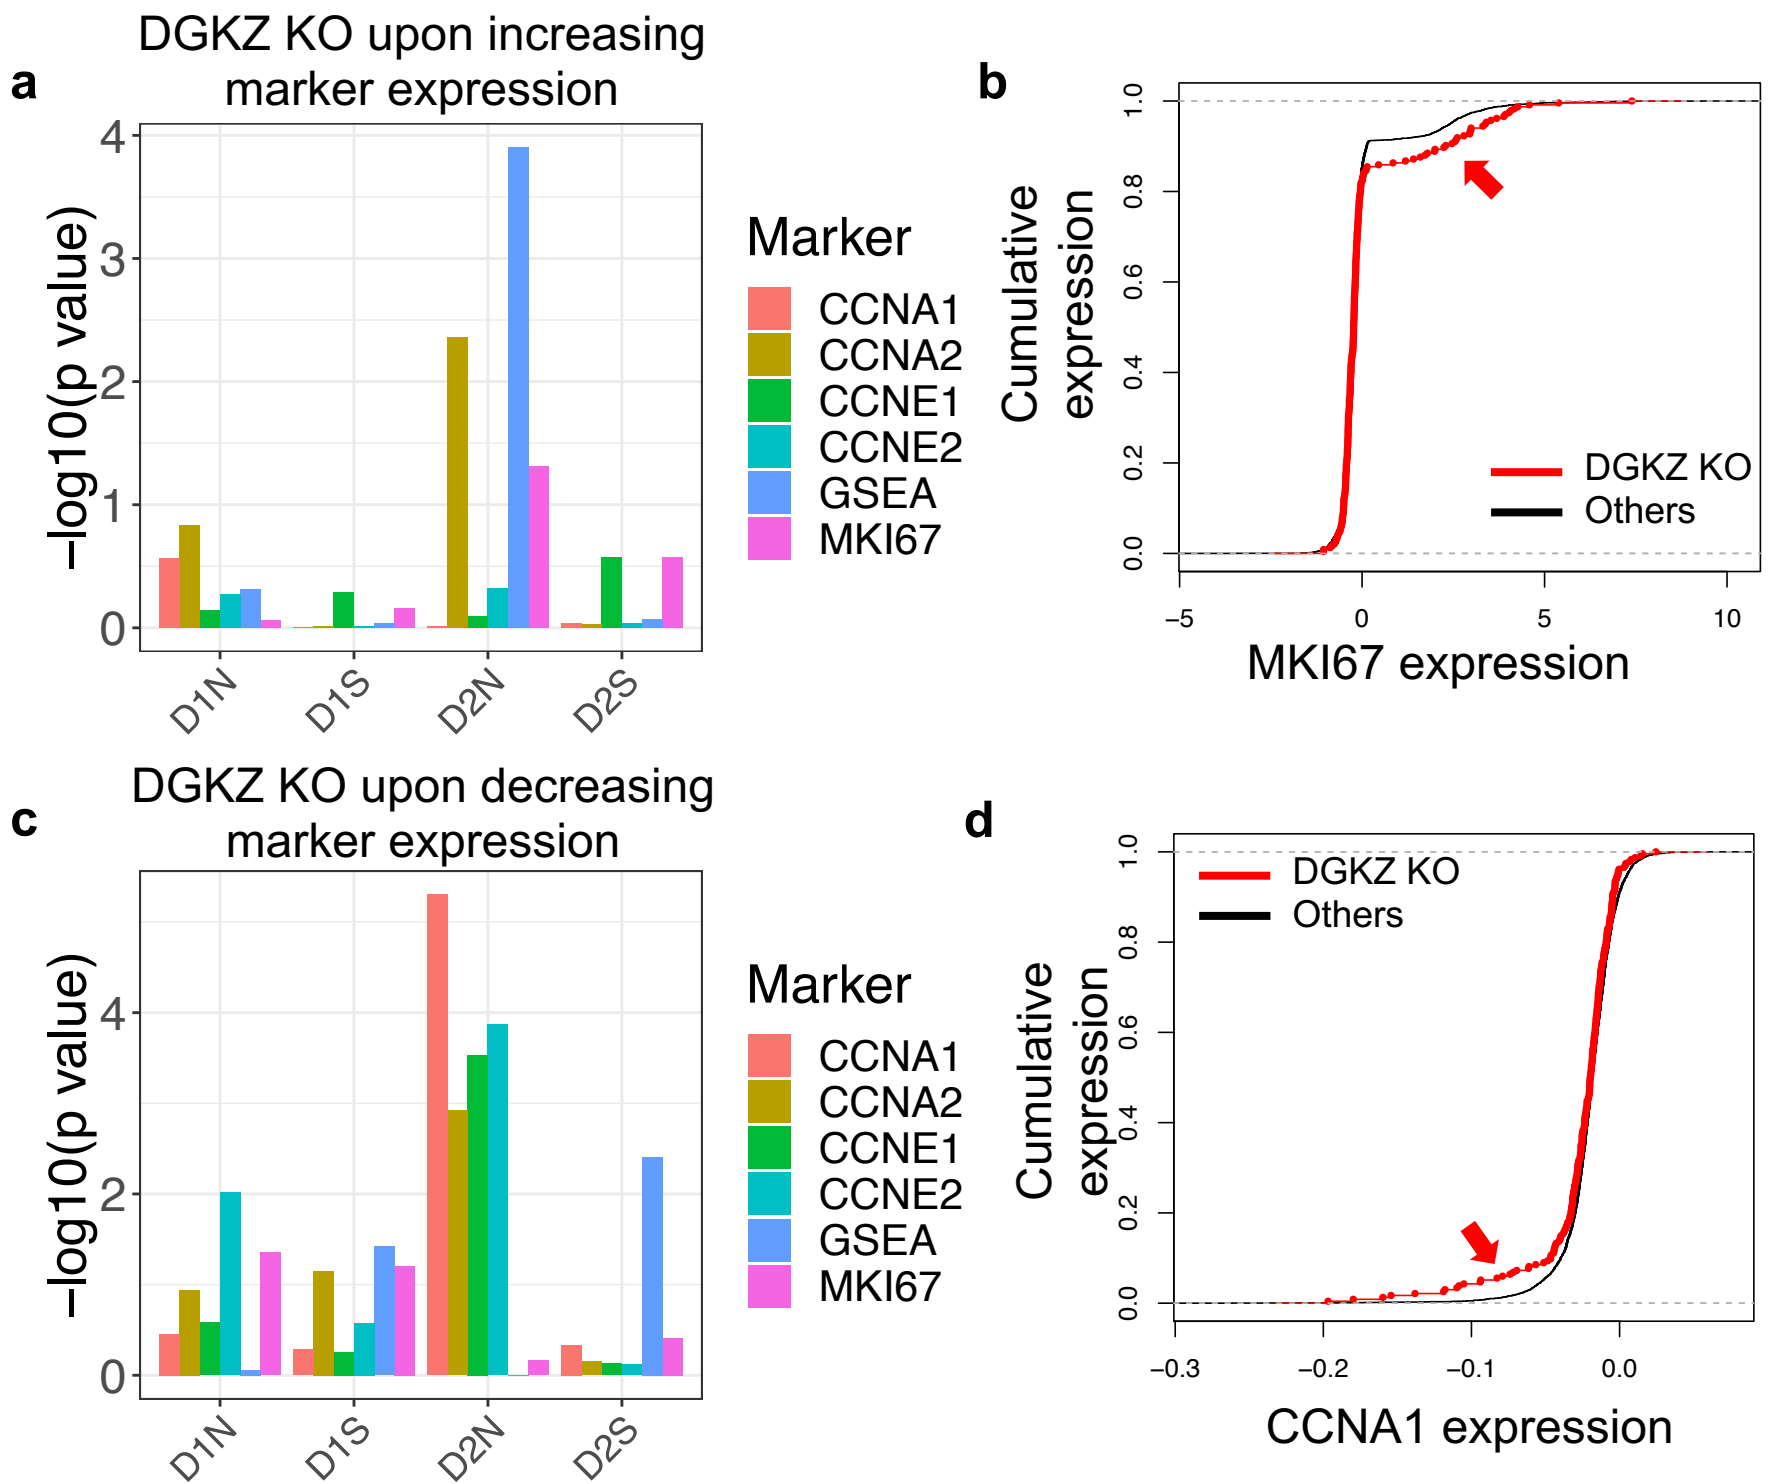 a
DGKZ KO upon increasing
marker expression
−log10(p value)
4
3
2
1
0
D1N
D1S
D2N
D2S
Marker
CCNA1
CCNA2
CCNE1
CCNE2
GSEA
MKI67
b
Cumulative
expression
1.0
0.8
0.6
0.4
0.2
0.0
DGKZ KO
Others
−5
0
5
10
MKI67 expression
c
DGKZ KO upon decreasing
marker expression
−log10(p value)
4
2
0
D1N
D1S
D2N
D2S
Marker
CCNA1
CCNA2
CCNE1
CCNE2
GSEA
MKI67
d
Cumulative
expression
1.0
0.8
0.6
0.4
0.2
0.0
DGKZ KO
Others
−0.3
−0.2
−0.1
0.0
CCNA1 expression